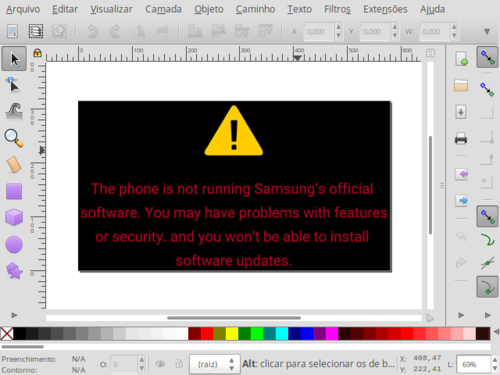 Arquivo Editar Visualizar Camada Objeto Caminho Texto Filtros Extensões Ajuda
X: 0,000 Y: 0,000 W: 0,000
0 100 200 300 400 500 600
The phone is not running Samsung's official
software. You may have problems with features
or security. and you won't be able to install
software updates.
Preenchimento: N/A O: 0 (raiz) Alt: clicar para selecionar os de b... X: 408,47 L: 69%
Contorno: N/A Y: 222,41